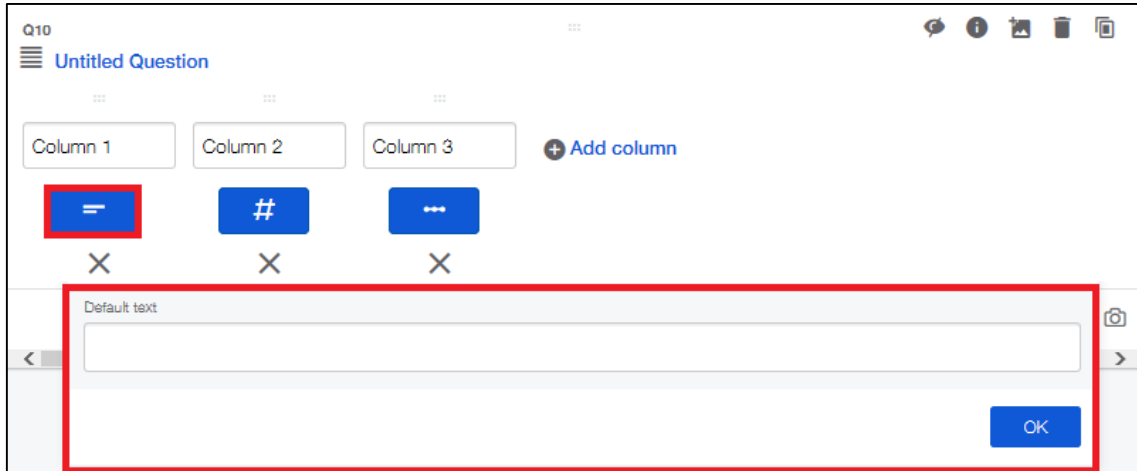 Q10
Untitled Question
Column 1 Column 2 Column 3 Add column
#
Default text
OK